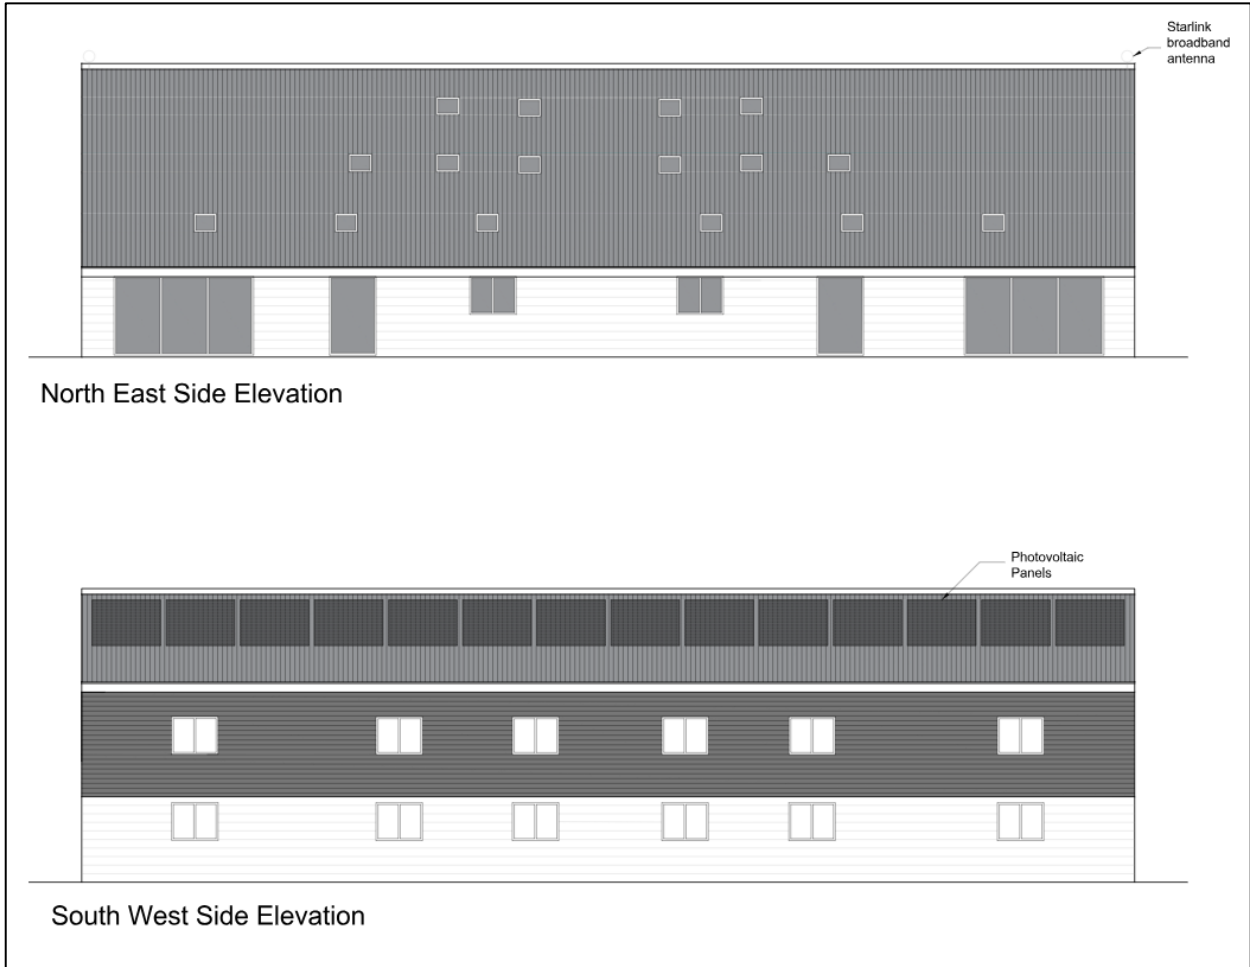 Starlink
broadband
antenna
North East Side Elevation
Photovoltaic
Panels
South West Side Elevation